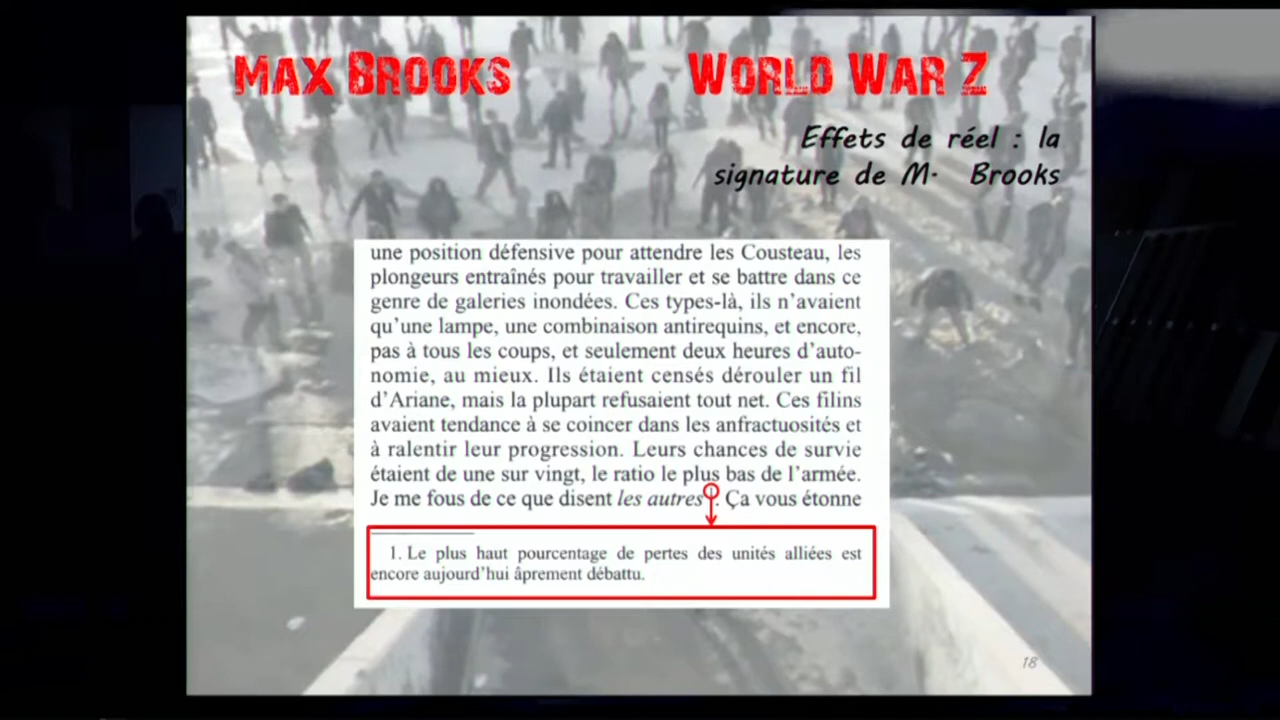 MAX BROOKS
WORLD WAR Z
Effets de réel : la
signature de M. Brooks
une position défensive pour attendre les Cousteau, les
plongeurs entraînés pour travailler et se battre dans ce
genre de galeries inondées. Ces types-là, ils n'avaient
qu'une lampe, une combinaison antirequins, et encore,
pas à tous les coups, et seulement deux heures d'auto-
nomie, au mieux. Ils étaient censés dérouler un fil
d'Ariane, mais la plupart refusaient tout net. Ces filins
avaient tendance à se coincer dans les anfractuosités et
à ralentir leur progression. Leurs chances de survie
étaient de une sur vingt, le ratio le plus bas de l'armée.
Je me fous de ce que disent les autres. Ça vous étonne
1. Le plus haut pourcentage de pertes des unités alliées est
encore aujourd'hui âprement débattu.
18